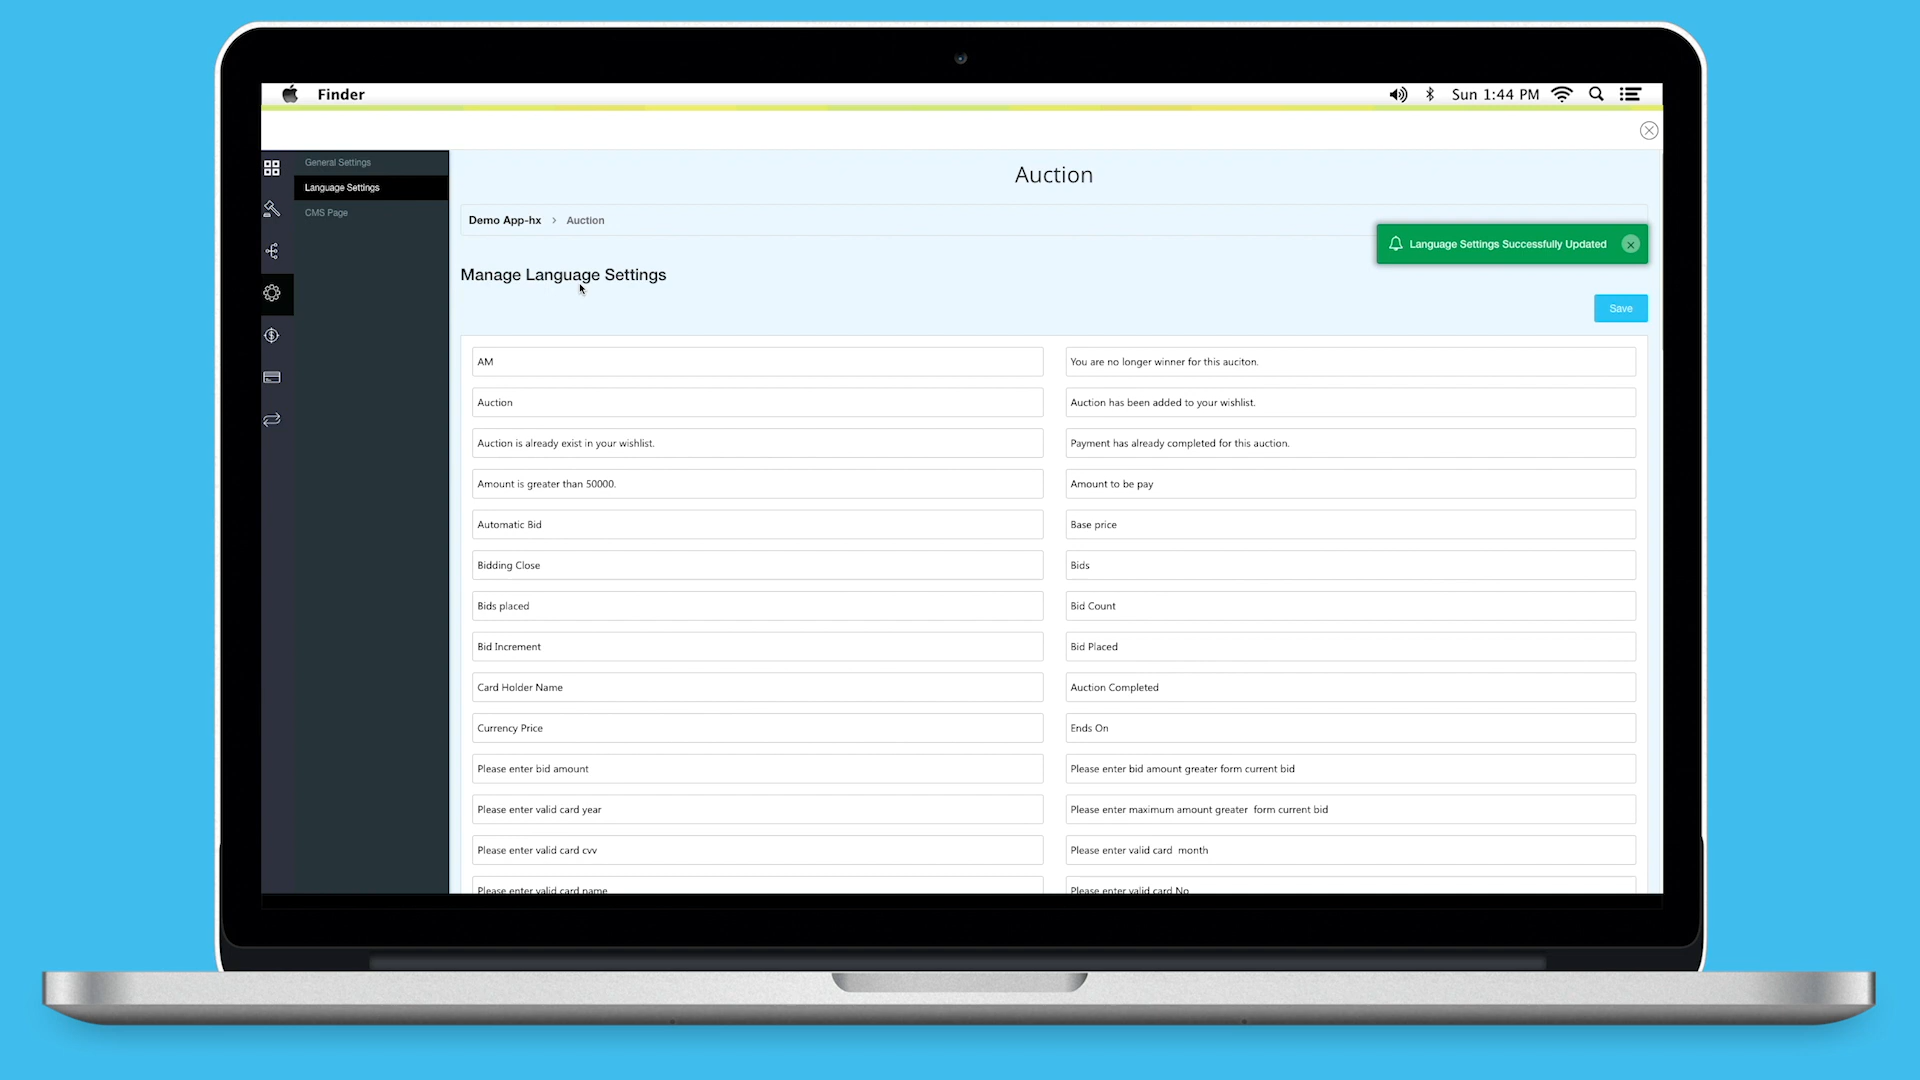 Finder
Sun 1:44 PM
General Settings
Language Settings
CMS Page
Auction
Demo App-hx > Auction
Language Settings Successfully Updated
Manage Language Settings
Save
AM
You are no longer winner for this auciton.
Auction
Auction has been added to your wishlist.
Auction is already exist in your wishlist.
Payment has already completed for this auction.
Amount is greater than 50000.
Amount to be pay
Automatic Bid
Base price
Bidding Close
Bids
Bids placed
Bid Count
Bid Increment
Bid Placed
Card Holder Name
Auction Completed
Currency Price
Ends On
Please enter bid amount
Please enter bid amount greater form current bid
Please enter valid card year
Please enter maximum amount greater  form current bid
Please enter valid card cvv
Please enter valid card  month
Please enter valid card name
Please enter valid card No